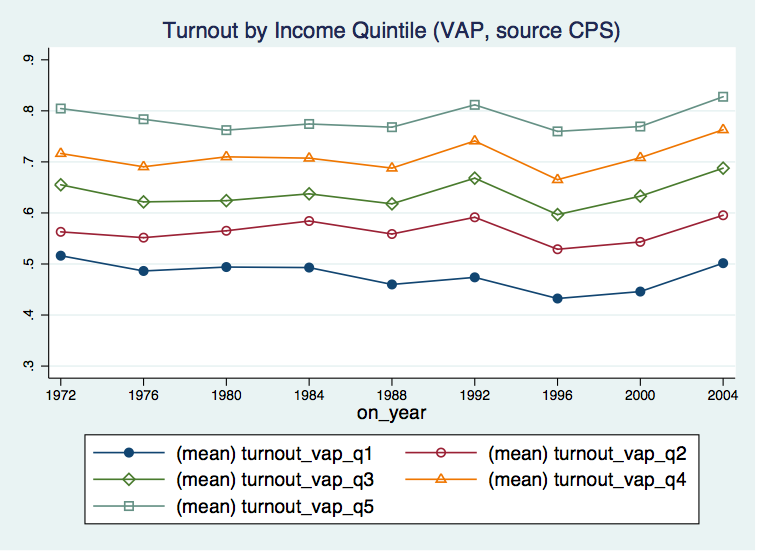 Turnout by Income Quintile (VAP, source CPS)
.9
.8
.7
.6
.5
.4
.3
1972 1976 1980 1984 1988 1992 1996 2000 2004
on_year
(mean) turnout_vap_q1 (mean) turnout_vap_q2
(mean) turnout_vap_q3 (mean) turnout_vap_q4
(mean) turnout_vap_q5